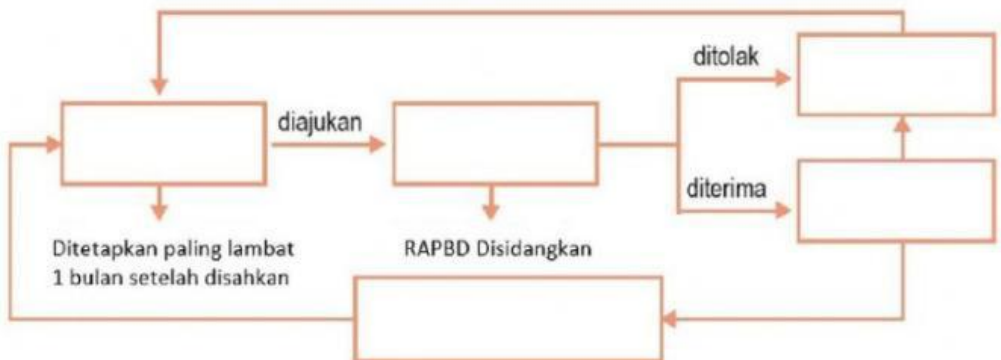 ditolak
diajukan
diterima
Ditetapkan paling lambat
1 bulan setelah disahkan
RAPBD Disidangkan